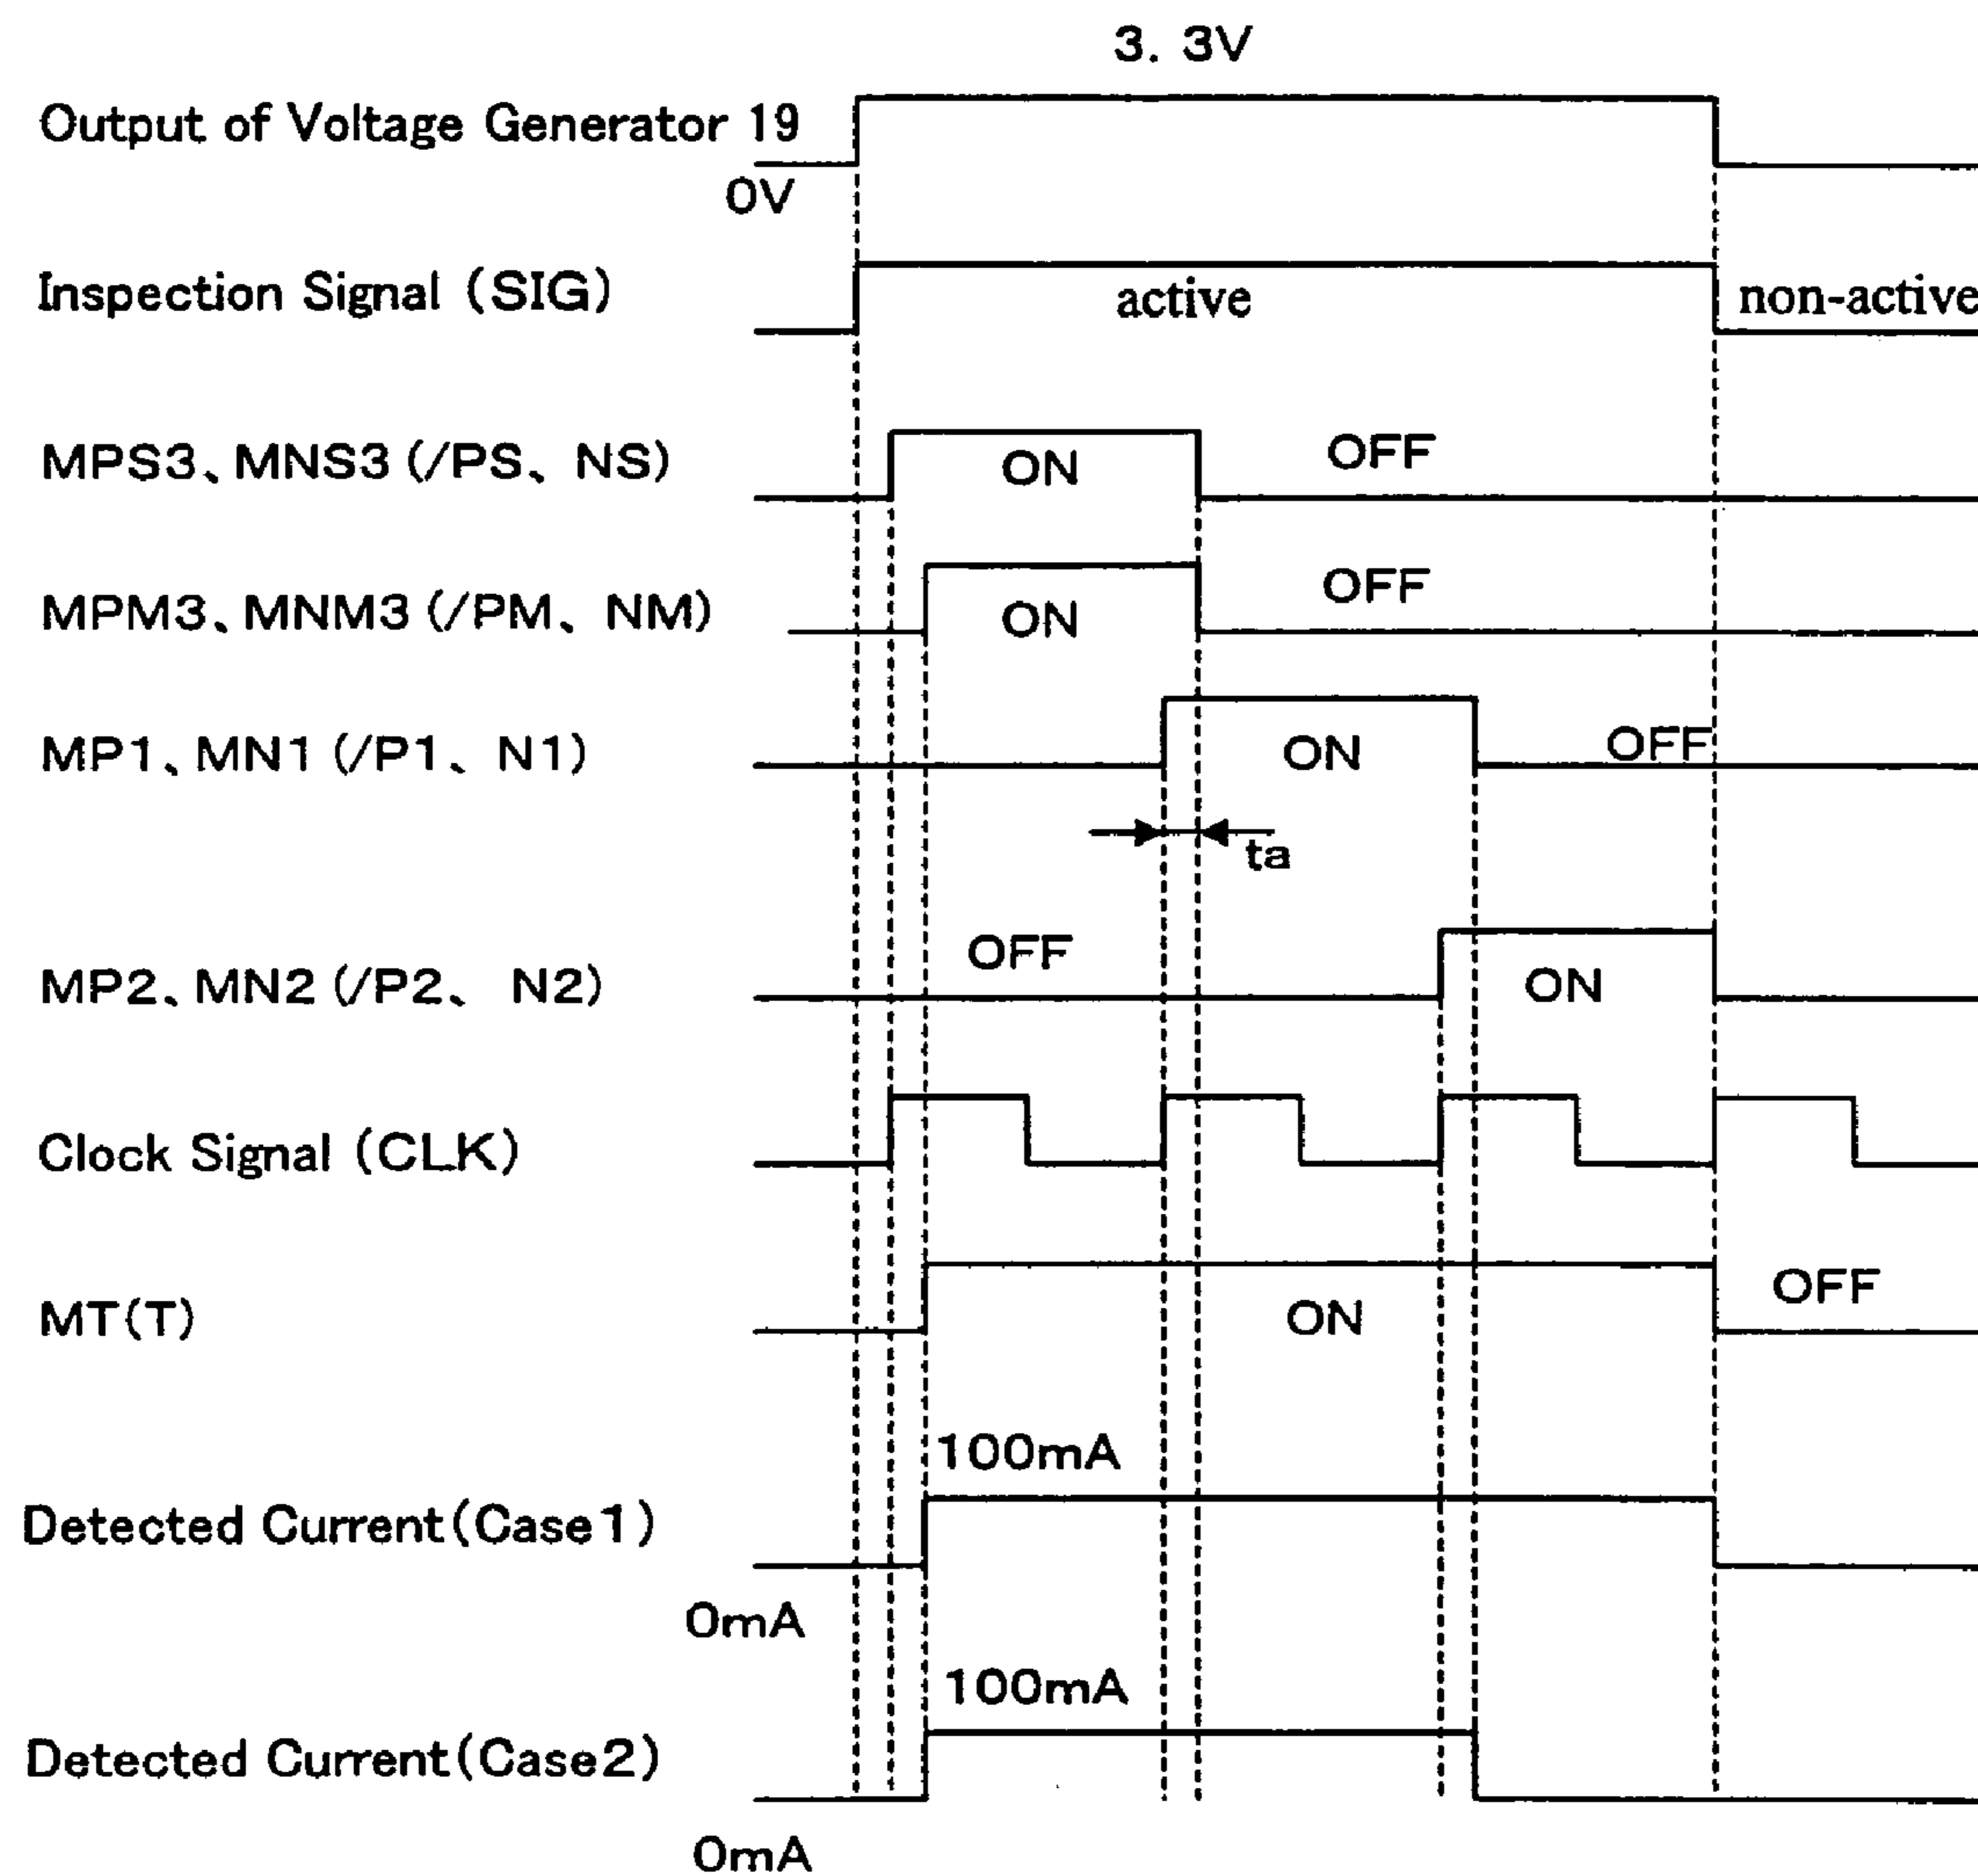 3. 3V
Output of Voltage Generator 19
0V
Inspection Signal (SIG)
active
non-active
MPS3、MNS3 (/PS、 NS)
ON
OFF
MPM3、MNM3 (/PM、 NM)
ON
OFF
MP1、MN1 (/P1、 N1)
ON
OFF
ta
MP2、MN2 (/P2、 N2)
OFF
ON
Clock Signal (CLK)
MT(T)
ON
OFF
100mA
Detected Current(Case1)
0mA
100mA
Detected Current(Case2)
0mA